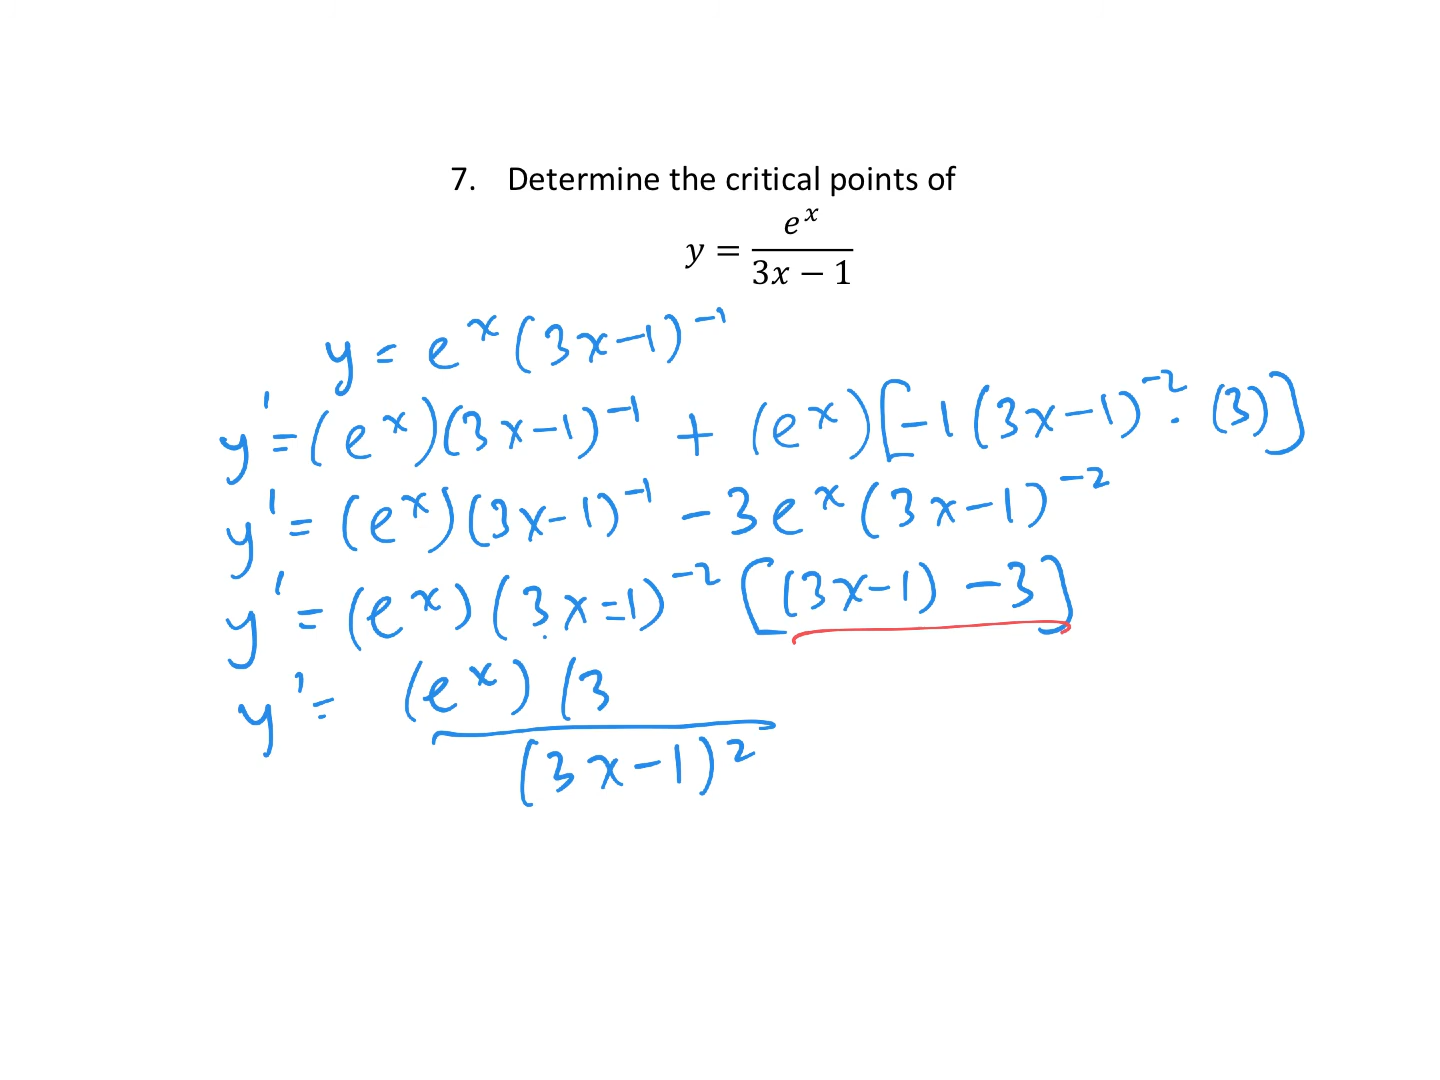 7. Determine the critical points of
y = e^x / (3x − 1)
y = e^x (3x-1)^-1
y' = (e^x)(3x-1)^-1 + (e^x)[-1(3x-1)^-2 · (3)]
y' = (e^x)(3x-1)^-1 - 3e^x(3x-1)^-2
y' = (e^x)(3x=1)^-2 [(3x-1) -3]
y' = (e^x)(3 / (3x-1)^2